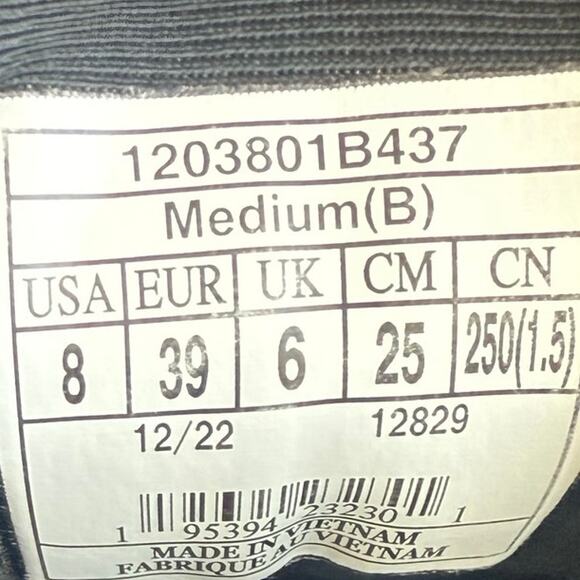 1203801B437
Medium(B)
USA EUR UK CM CN
8 39 6 25 250(1.5)
12/22 12829
1 95394 23230 1
MADE IN VIETNAM
FABRIQUE AU VIETNAM